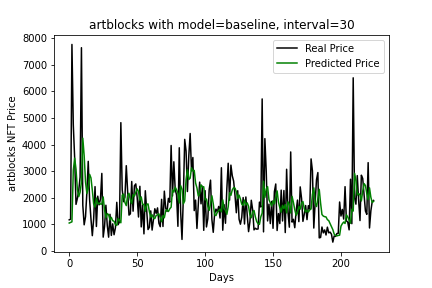 artblocks with model=baseline, interval=30
artblocks NFT Price
8000
7000
6000
5000
4000
3000
2000
1000
0
Real Price
Predicted Price
0
50
100
150
200
Days